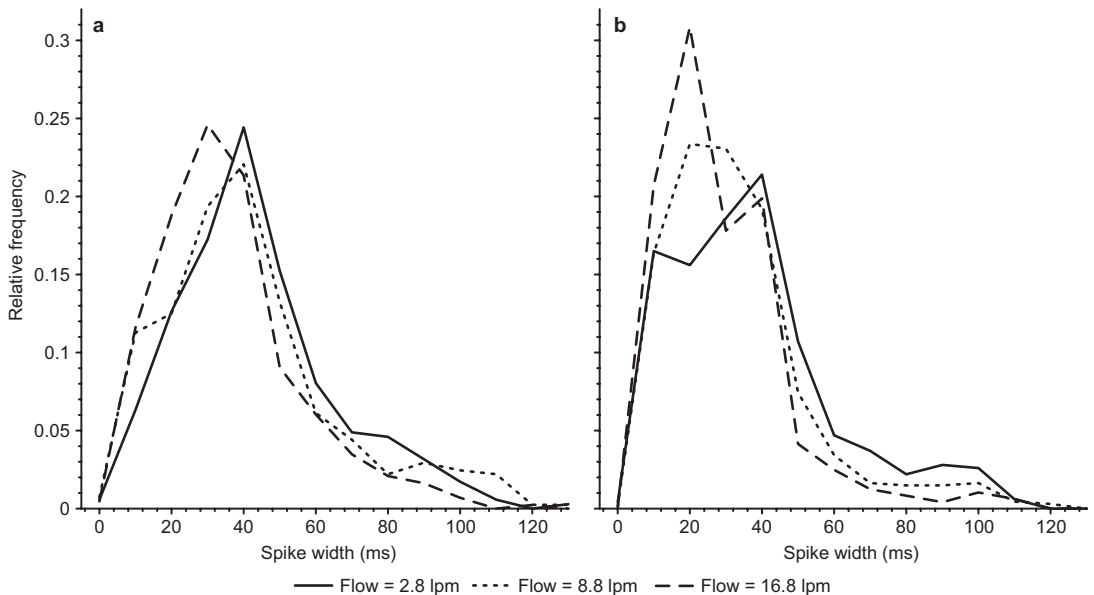 a
b
0.3
0.25
0.2
0.15
0.1
0.05
0
Relative frequency
0 20 40 60 80 100 120
0 20 40 60 80 100 120
Spike width (ms)
Spike width (ms)
Flow = 2.8 lpm Flow = 8.8 lpm Flow = 16.8 lpm